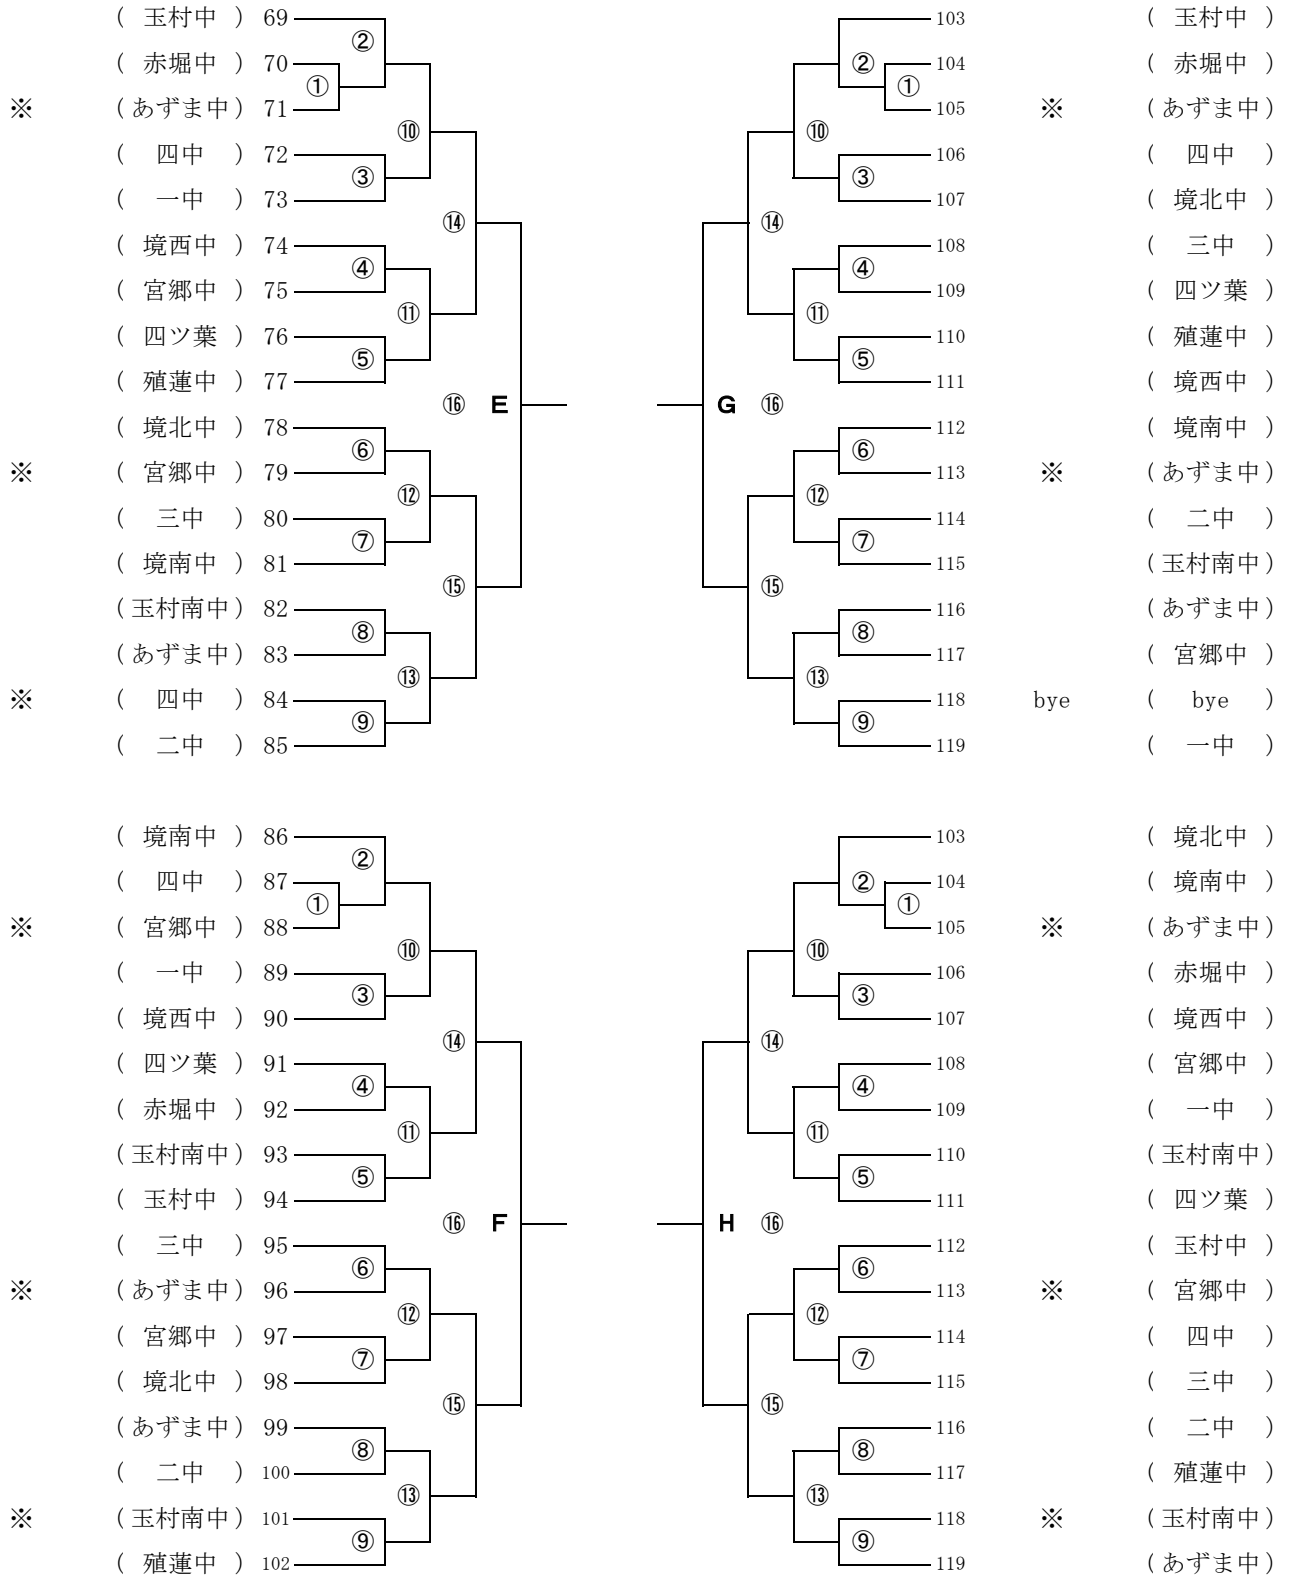 ( 玉村中 ) 69
②
( 赤堀中 ) 70
①
※ (あずま中) 71
⑩
( 四中 ) 72
③
( 一中 ) 73
⑭
( 境西中 ) 74
④
( 宮郷中 ) 75
⑪
( 四ツ葉 ) 76
⑤
( 殖蓮中 ) 77
⑯ E
( 境北中 ) 78
⑥
※ ( 宮郷中 ) 79
⑫
( 三中 ) 80
⑦
( 境南中 ) 81
⑮
(玉村南中) 82
⑧
(あずま中) 83
⑬
※ ( 四中 ) 84
⑨
( 二中 ) 85
103 ( 玉村中 )
② 104 ( 赤堀中 )
①
105 ※ (あずま中)
⑩
106 ( 四中 )
③
107 ( 境北中 )
⑭
108 ( 三中 )
④
109 ( 四ツ葉 )
⑪
110 ( 殖蓮中 )
⑤
111 ( 境西中 )
G ⑯
112 ( 境南中 )
⑥
113 ※ (あずま中)
⑫
114 ( 二中 )
⑦
115 (玉村南中)
⑮
116 (あずま中)
⑧
117 ( 宮郷中 )
⑬
118 bye ( bye )
⑨
119 ( 一中 )
( 境南中 ) 86
②
( 四中 ) 87
①
※ ( 宮郷中 ) 88
⑩
( 一中 ) 89
③
( 境西中 ) 90
⑭
( 四ツ葉 ) 91
④
( 赤堀中 ) 92
⑪
(玉村南中) 93
⑤
( 玉村中 ) 94
⑯ F
( 三中 ) 95
⑥
※ (あずま中) 96
⑫
( 宮郷中 ) 97
⑦
( 境北中 ) 98
⑮
(あずま中) 99
⑧
( 二中 ) 100
⑬
※ (玉村南中) 101
⑨
( 殖蓮中 ) 102
103 ( 境北中 )
② 104 ( 境南中 )
①
105 ※ (あずま中)
⑩
106 ( 赤堀中 )
③
107 ( 境西中 )
⑭
108 ( 宮郷中 )
④
109 ( 一中 )
⑪
110 (玉村南中)
⑤
111 ( 四ツ葉 )
H ⑯
112 ( 玉村中 )
⑥
113 ※ ( 宮郷中 )
⑫
114 ( 四中 )
⑦
115 ( 三中 )
⑮
116 ( 二中 )
⑧
117 ( 殖蓮中 )
⑬
118 ※ (玉村南中)
⑨
119 (あずま中)